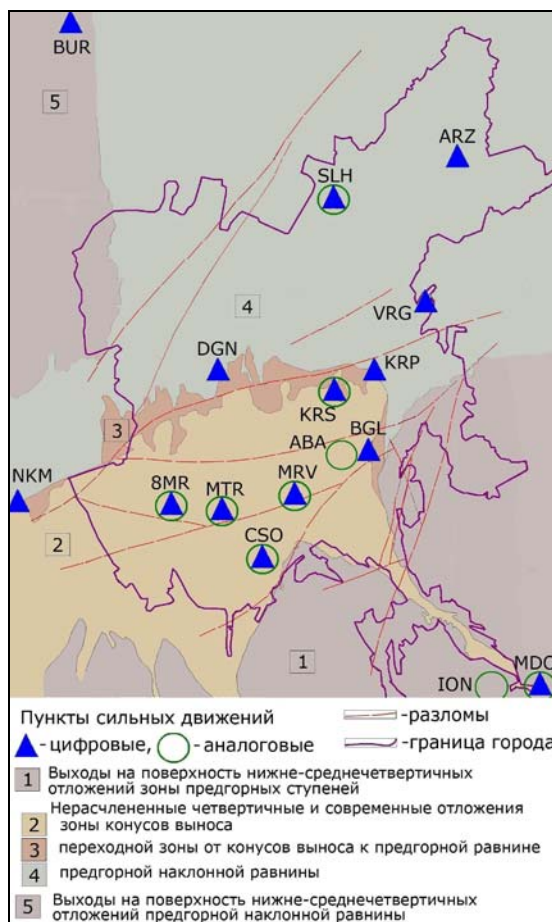 BUR
5
ARZ
SLH
4
VRG
DGN
KRP
KRS
3
ABA
BGL
NKM
8MR
MTR
MRV
2
CSO
1
ION
MDO
Пункты сильных движений
- цифровые, - аналоговые
-разломы
-граница города
1 Выходы на поверхность нижне-среднечетвертичных
отложений зоны предгорных ступеней
Нерасчлененные четвертичные и современные отложения
2 зоны конусов выноса
3 переходной зоны от конусов выноса к предгорной равнине
4 предгорной наклонной равнины
5 Выходы на поверхность нижне-среднечетвертичных
отложений предгорной наклонной равнины